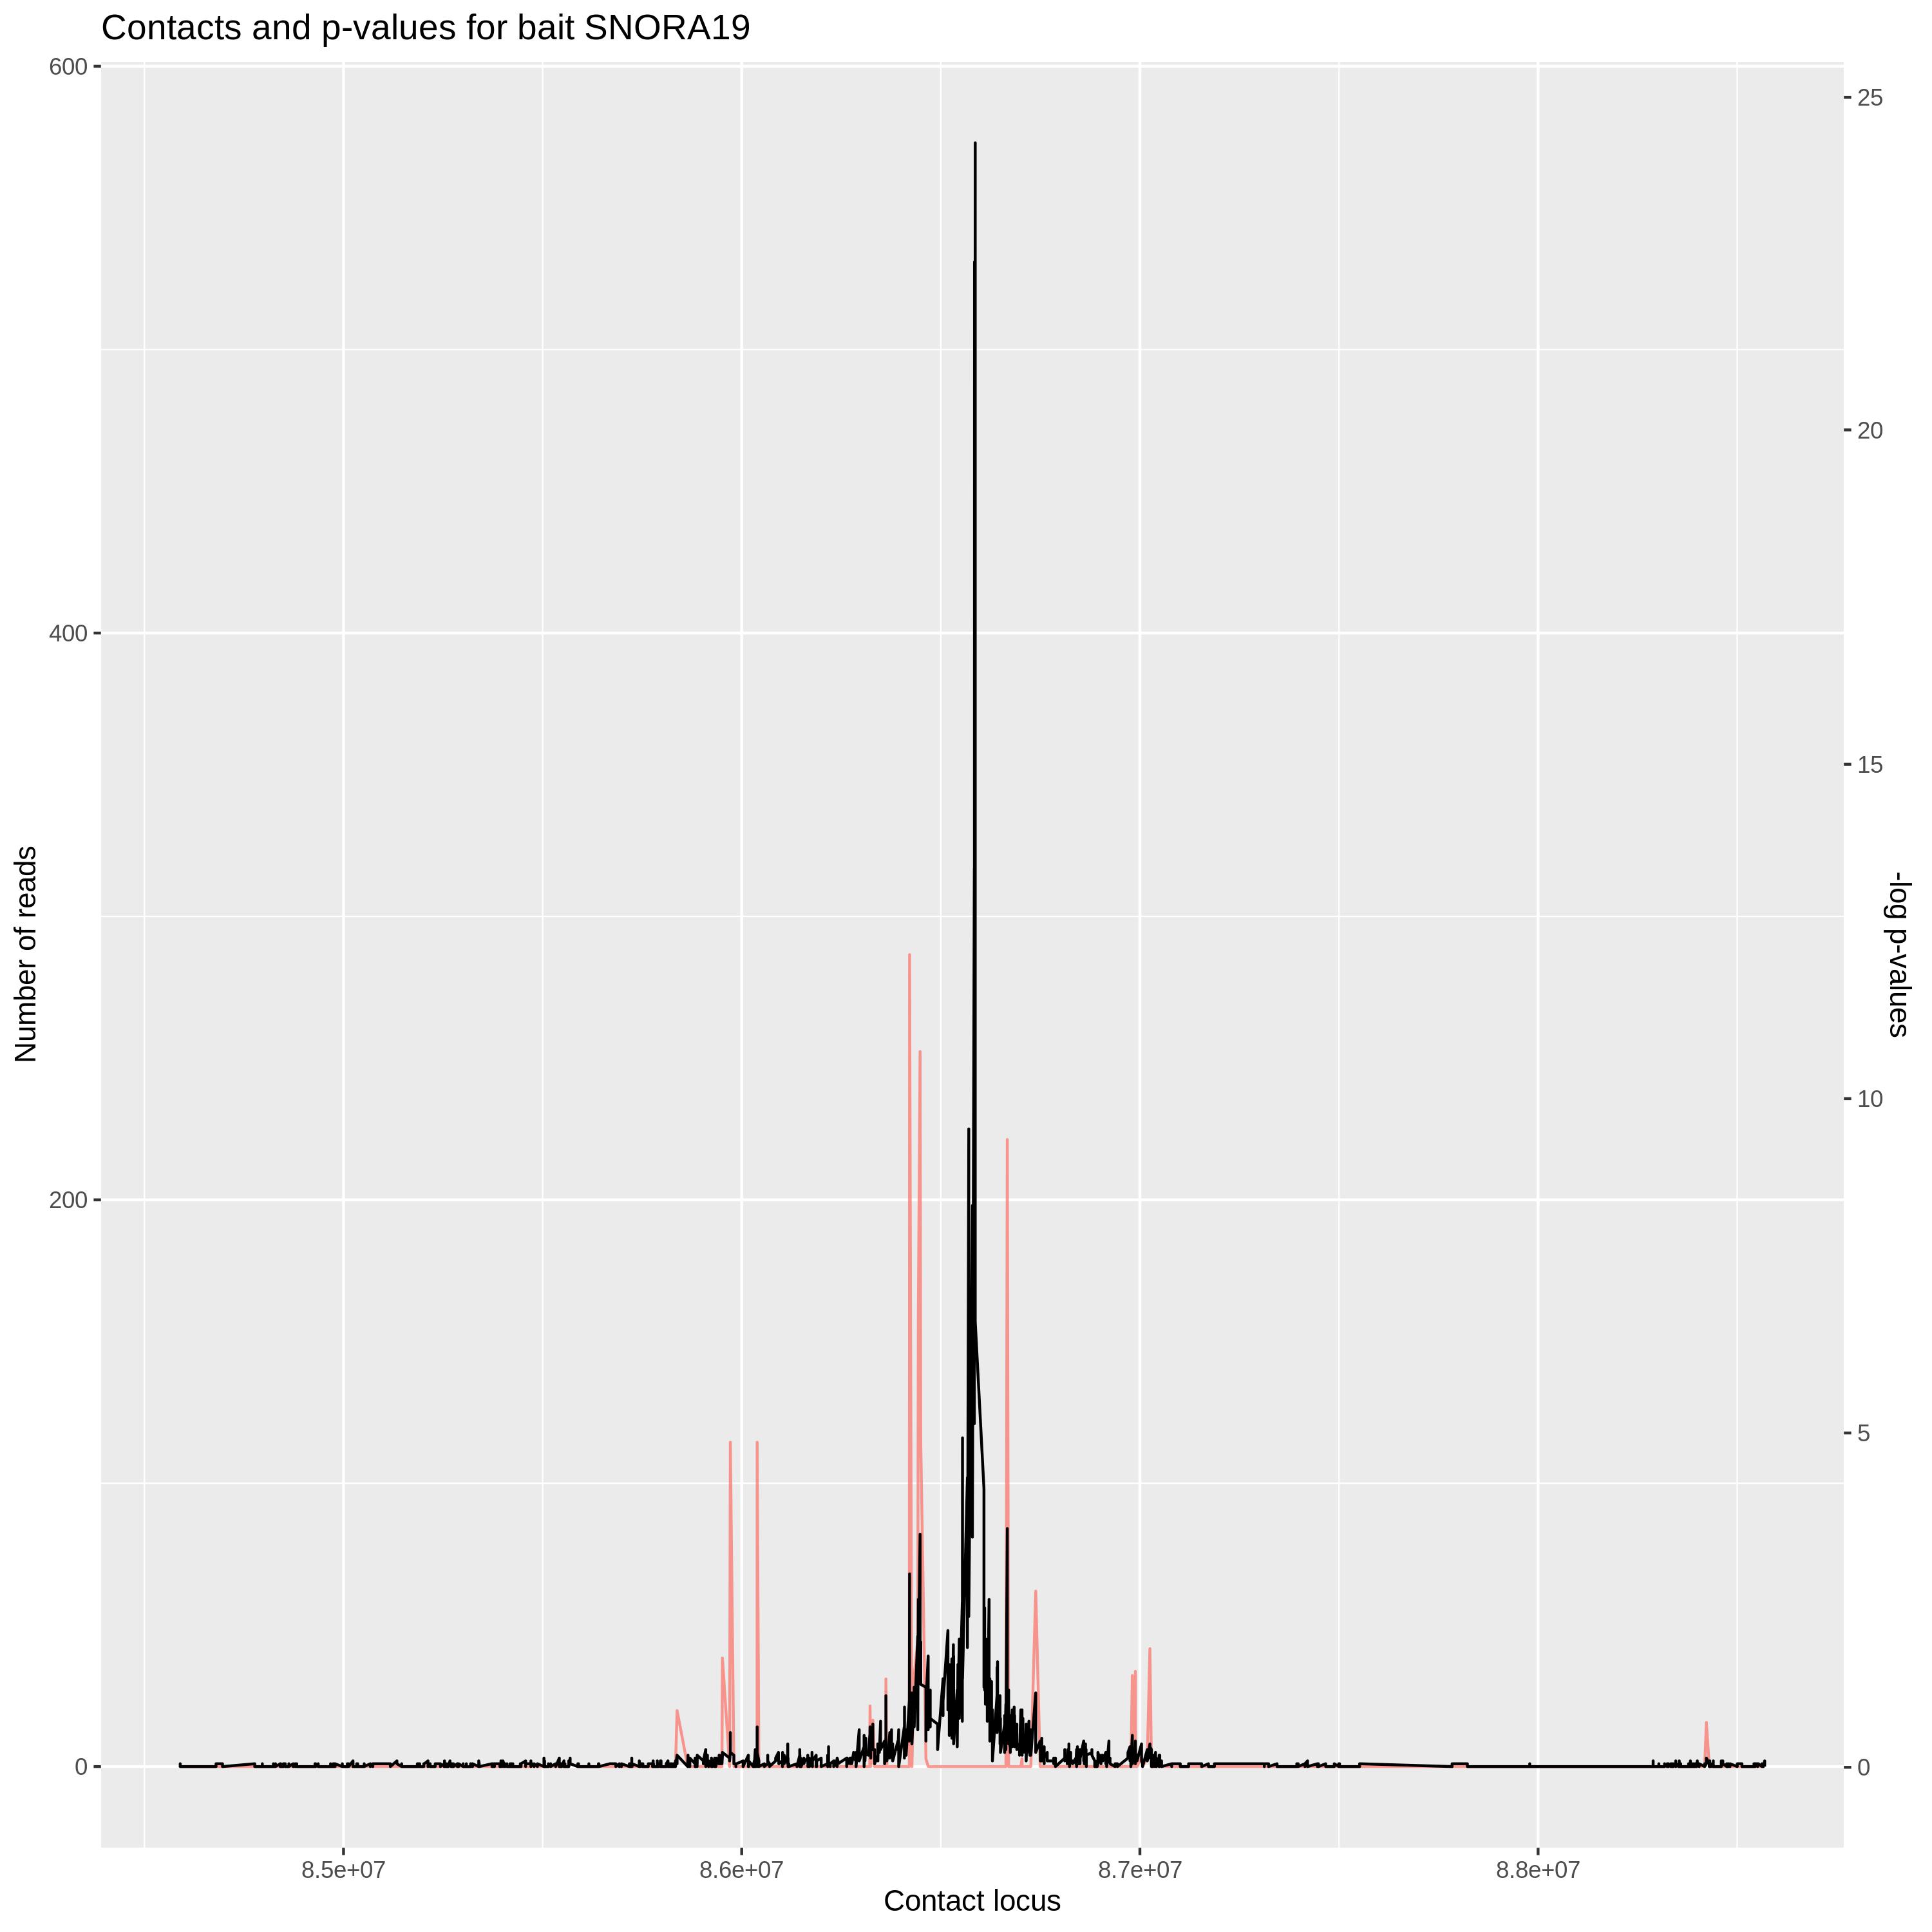 Contacts and p-values for bait SNORA19
600
400
200
0
Number of reads
25
20
15
10
5
0
-log p-values
8.5e+07
8.6e+07
8.7e+07
8.8e+07
Contact locus